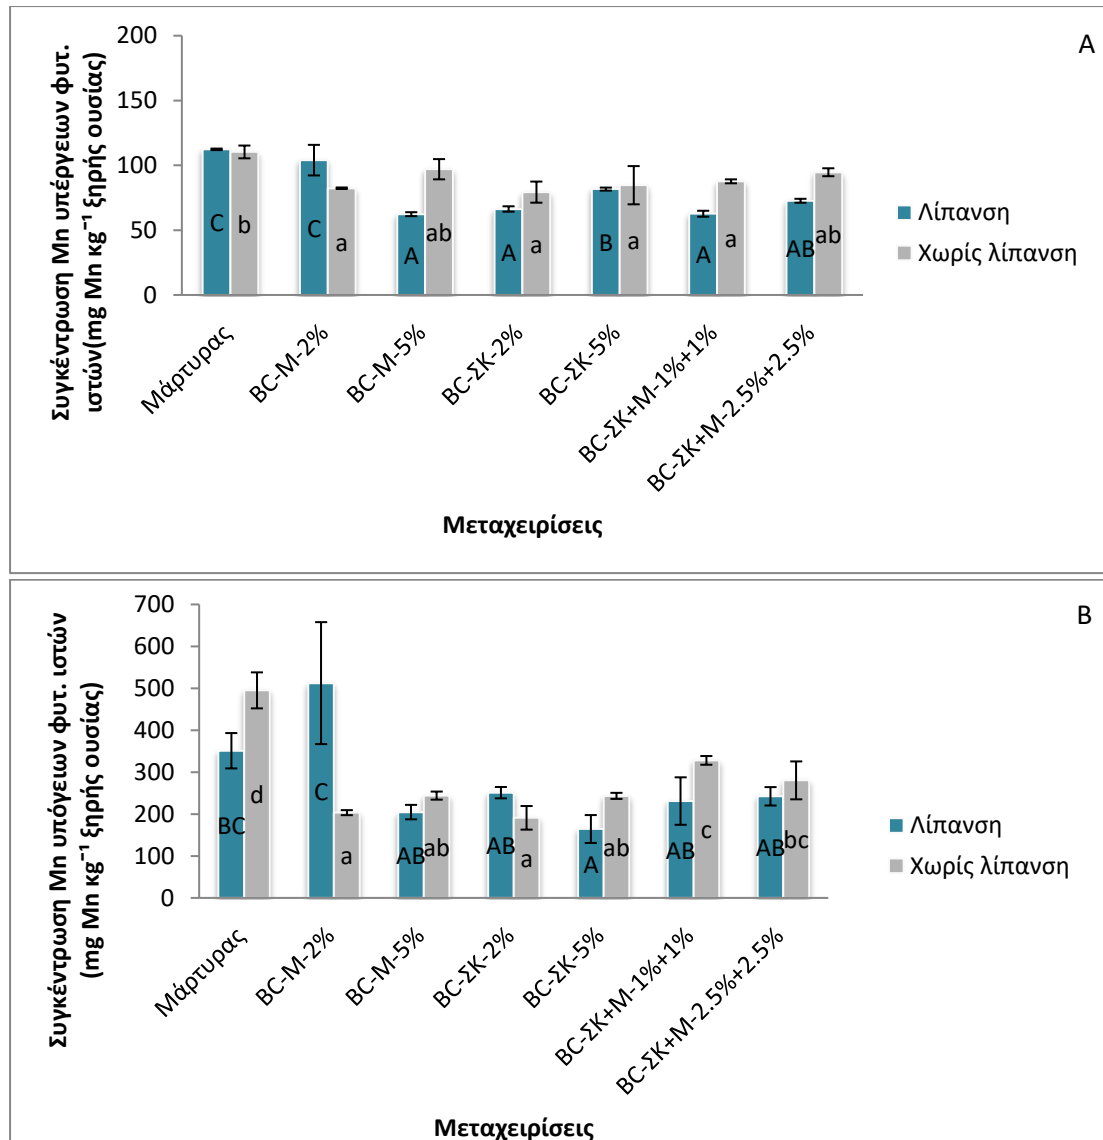 A
Συγκέντρωση Mn υπέργειων φυτ.
ιστών(mg Mn κg⁻¹ ξηρής ουσίας)
200
150
100
50
0
C
b
C
a
A
ab
A
a
B
a
A
a
AB
ab
Λίπανση
Χωρίς λίπανση
Μάρτυρας
BC-M-2%
BC-M-5%
BC-ΣΚ-2%
BC-ΣΚ-5%
BC-ΣΚ+M-1%+1%
BC-ΣΚ+M-2.5%+2.5%
Μεταχειρίσεις
B
Συγκέντρωση Mn υπόγειων φυτ. ιστών
(mg Mn κg⁻¹ ξηρής ουσίας)
700
600
500
400
300
200
100
0
BC
d
C
a
AB
ab
AB
a
A
ab
AB
c
AB
bc
Λίπανση
Χωρίς λίπανση
Μάρτυρας
BC-M-2%
BC-M-5%
BC-ΣΚ-2%
BC-ΣΚ-5%
BC-ΣΚ+M-1%+1%
BC-ΣΚ+M-2.5%+2.5%
Μεταχειρίσεις